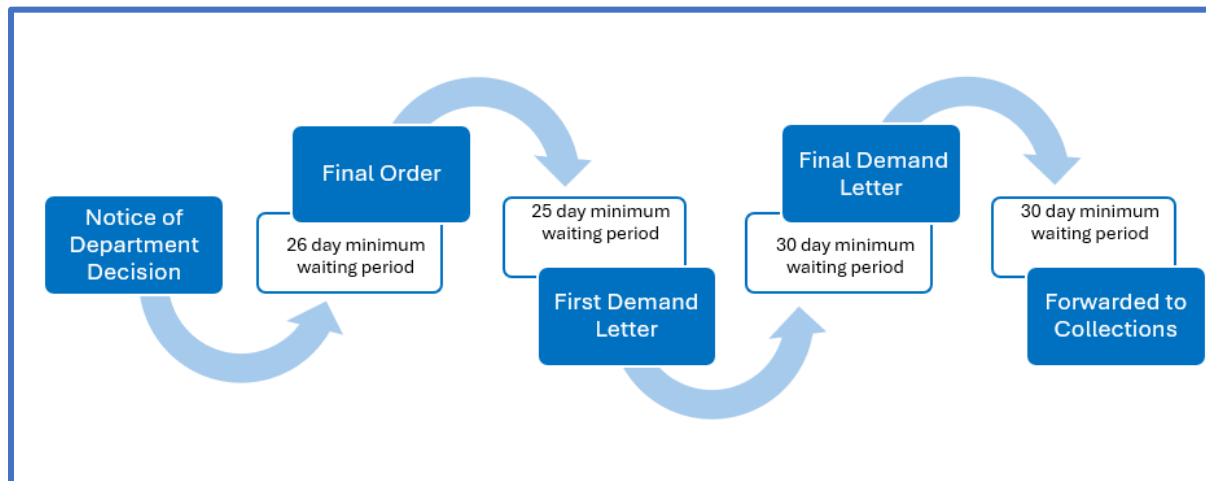 Notice of
Department
Decision
Final Order
26 day minimum
waiting period
25 day minimum
waiting period
First Demand
Letter
Final Demand
Letter
30 day minimum
waiting period
30 day minimum
waiting period
Forwarded to
Collections